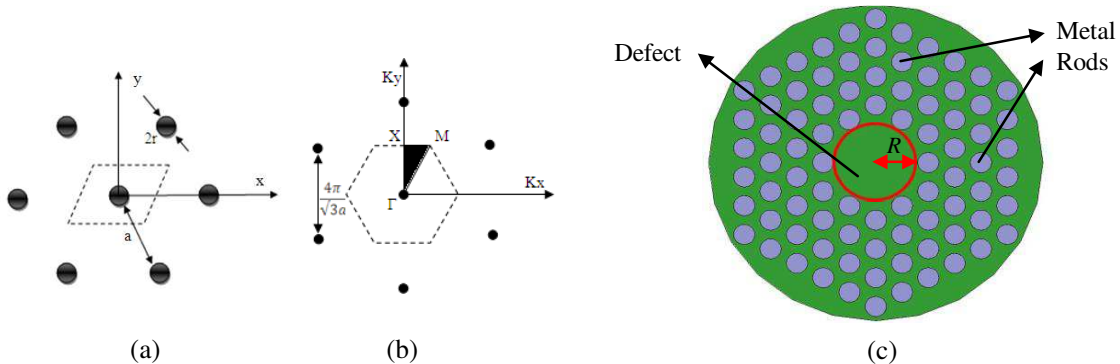 y
2r
x
a
(a)
Ky
X
M
Γ
Kx
4π
√3a
(b)
Defect
Metal
Rods
R
(c)